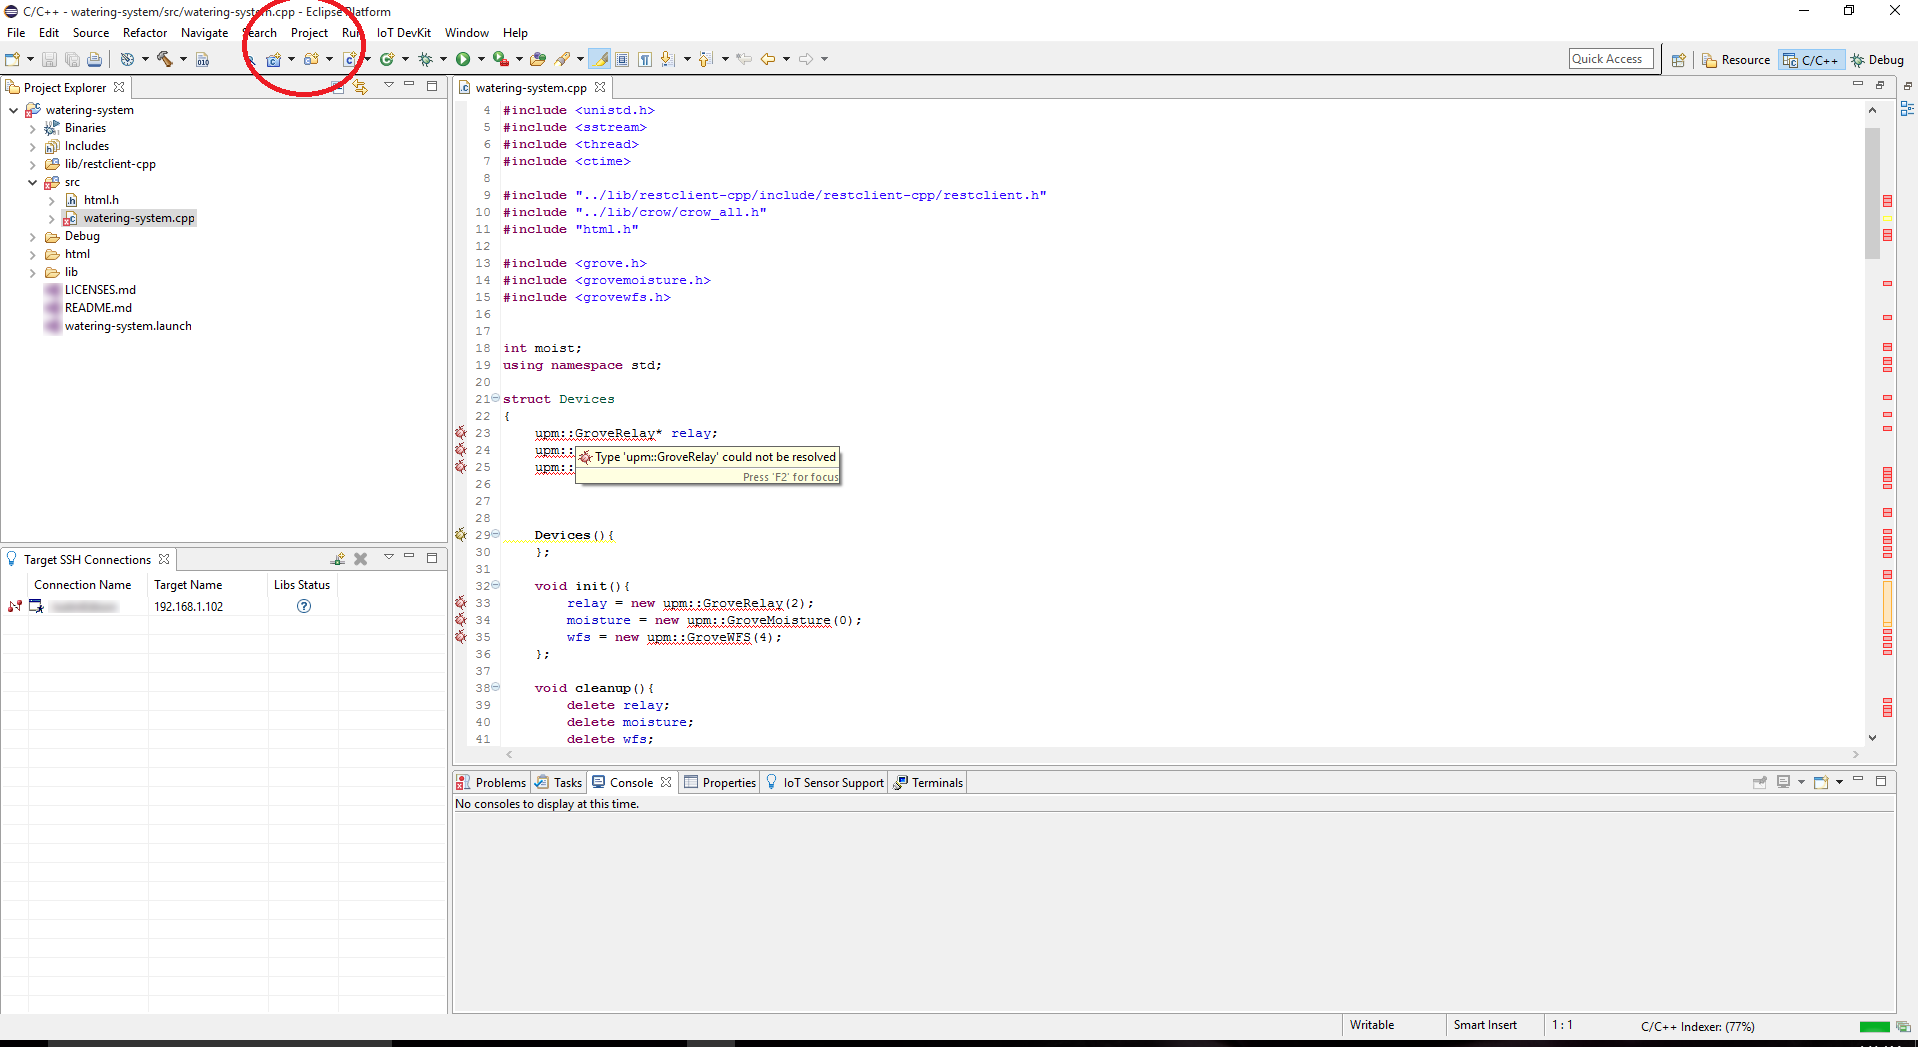 C/C++ - watering-system/src/watering-system.cpp - Eclipse Platform
File Edit Source Refactor Navigate Search Project Run IoT DevKit Window Help
Quick Access Resource C/C++ Debug
Project Explorer
watering-system
Binaries
Includes
lib/restclient-cpp
src
html.h
watering-system.cpp
Debug
html
lib
LICENSES.md
README.md
watering-system.launch
Target SSH Connections
Connection Name Target Name Libs Status
192.168.1.102
watering-system.cpp
4 #include <unistd.h>
5 #include <sstream>
6 #include <thread>
7 #include <ctime>
8
9 #include "../lib/restclient-cpp/include/restclient-cpp/restclient.h"
10 #include "../lib/crow/crow_all.h"
11 #include "html.h"
12
13 #include <grove.h>
14 #include <grovemoisture.h>
15 #include <grovewfs.h>
16
17
18 int moist;
19 using namespace std;
20
21 struct Devices
22 {
23 upm::GroveRelay* relay;
24 upm::
Type 'upm::GroveRelay' could not be resolved
25 upm::
Press 'F2' for focus
26
27
28
29 Devices(){
30 };
31
32 void init(){
33 relay = new upm::GroveRelay(2);
34 moisture = new upm::GroveMoisture(0);
35 wfs = new upm::GroveWFS(4);
36 };
37
38 void cleanup(){
39 delete relay;
40 delete moisture;
41 delete wfs;
Problems Tasks Console Properties IoT Sensor Support Terminals
No consoles to display at this time.
Writable Smart Insert 1 : 1 C/C++ Indexer: (77%)